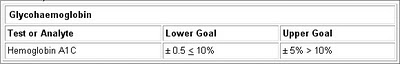 Glycohaemoglobin
Test or Analyte Lower Goal Upper Goal
Hemoglobin A1C ± 0.5 ≤ 10% ± 5% > 10%